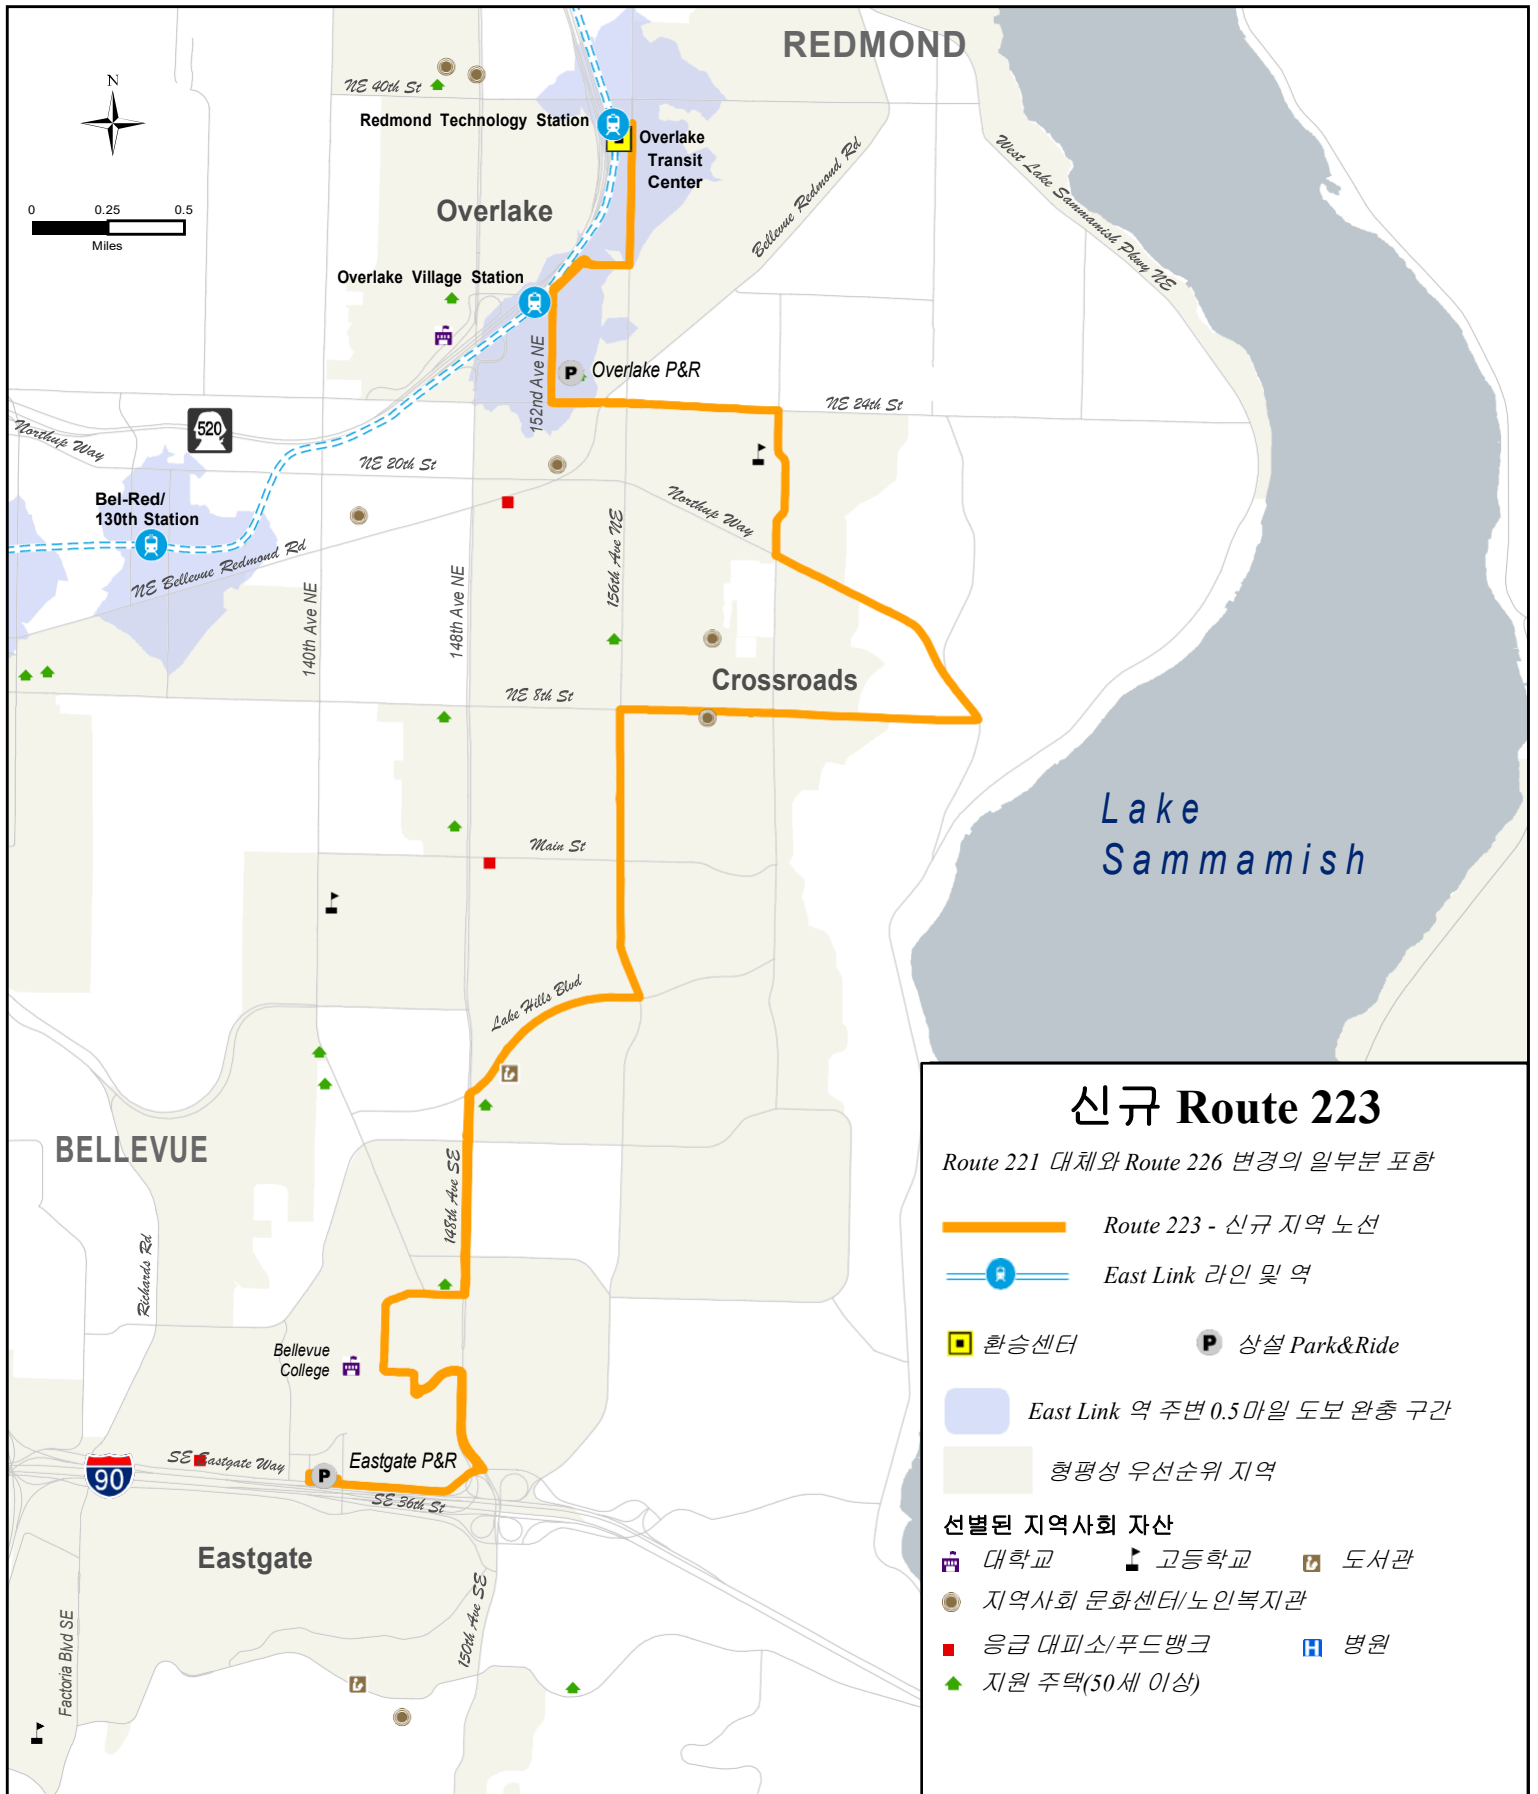 REDMOND
N
NE 40th St
Redmond Technology Station
Overlake
Transit
Center
West Lake Sammamish Pkwy NE
Bellevue Redmond Rd
0 0.25 0.5
Miles
Overlake
Overlake Village Station
152nd Ave NE
Overlake P&R
P
NE 24th St
520
Northup Way
NE 20th St
Bel-Red/
130th Station
Northup Way
NE Bellevue Redmond Rd
140th Ave NE
148th Ave NE
156th Ave NE
Crossroads
NE 8th St
Lake
Sammamish
Main St
Lake Hills Blvd
BELLEVUE
148th Ave SE
Richards Rd
Bellevue
College
Eastgate P&R
SE Eastgate Way
90
P
SE 36th St
Eastgate
150th Ave SE
Factoria Blvd SE
신규 Route 223
Route 221 대체와 Route 226 변경의 일부분 포함
Route 223 - 신규 지역 노선
East Link 라인 및 역
환승센터
P 상설 Park&Ride
East Link 역 주변 0.5마일 도보 완충 구간
형평성 우선순위 지역
선별된 지역사회 자산
대학교 고등학교 도서관
지역사회 문화센터/노인복지관
응급 대피소/푸드뱅크 H 병원
지원 주택(50세 이상)